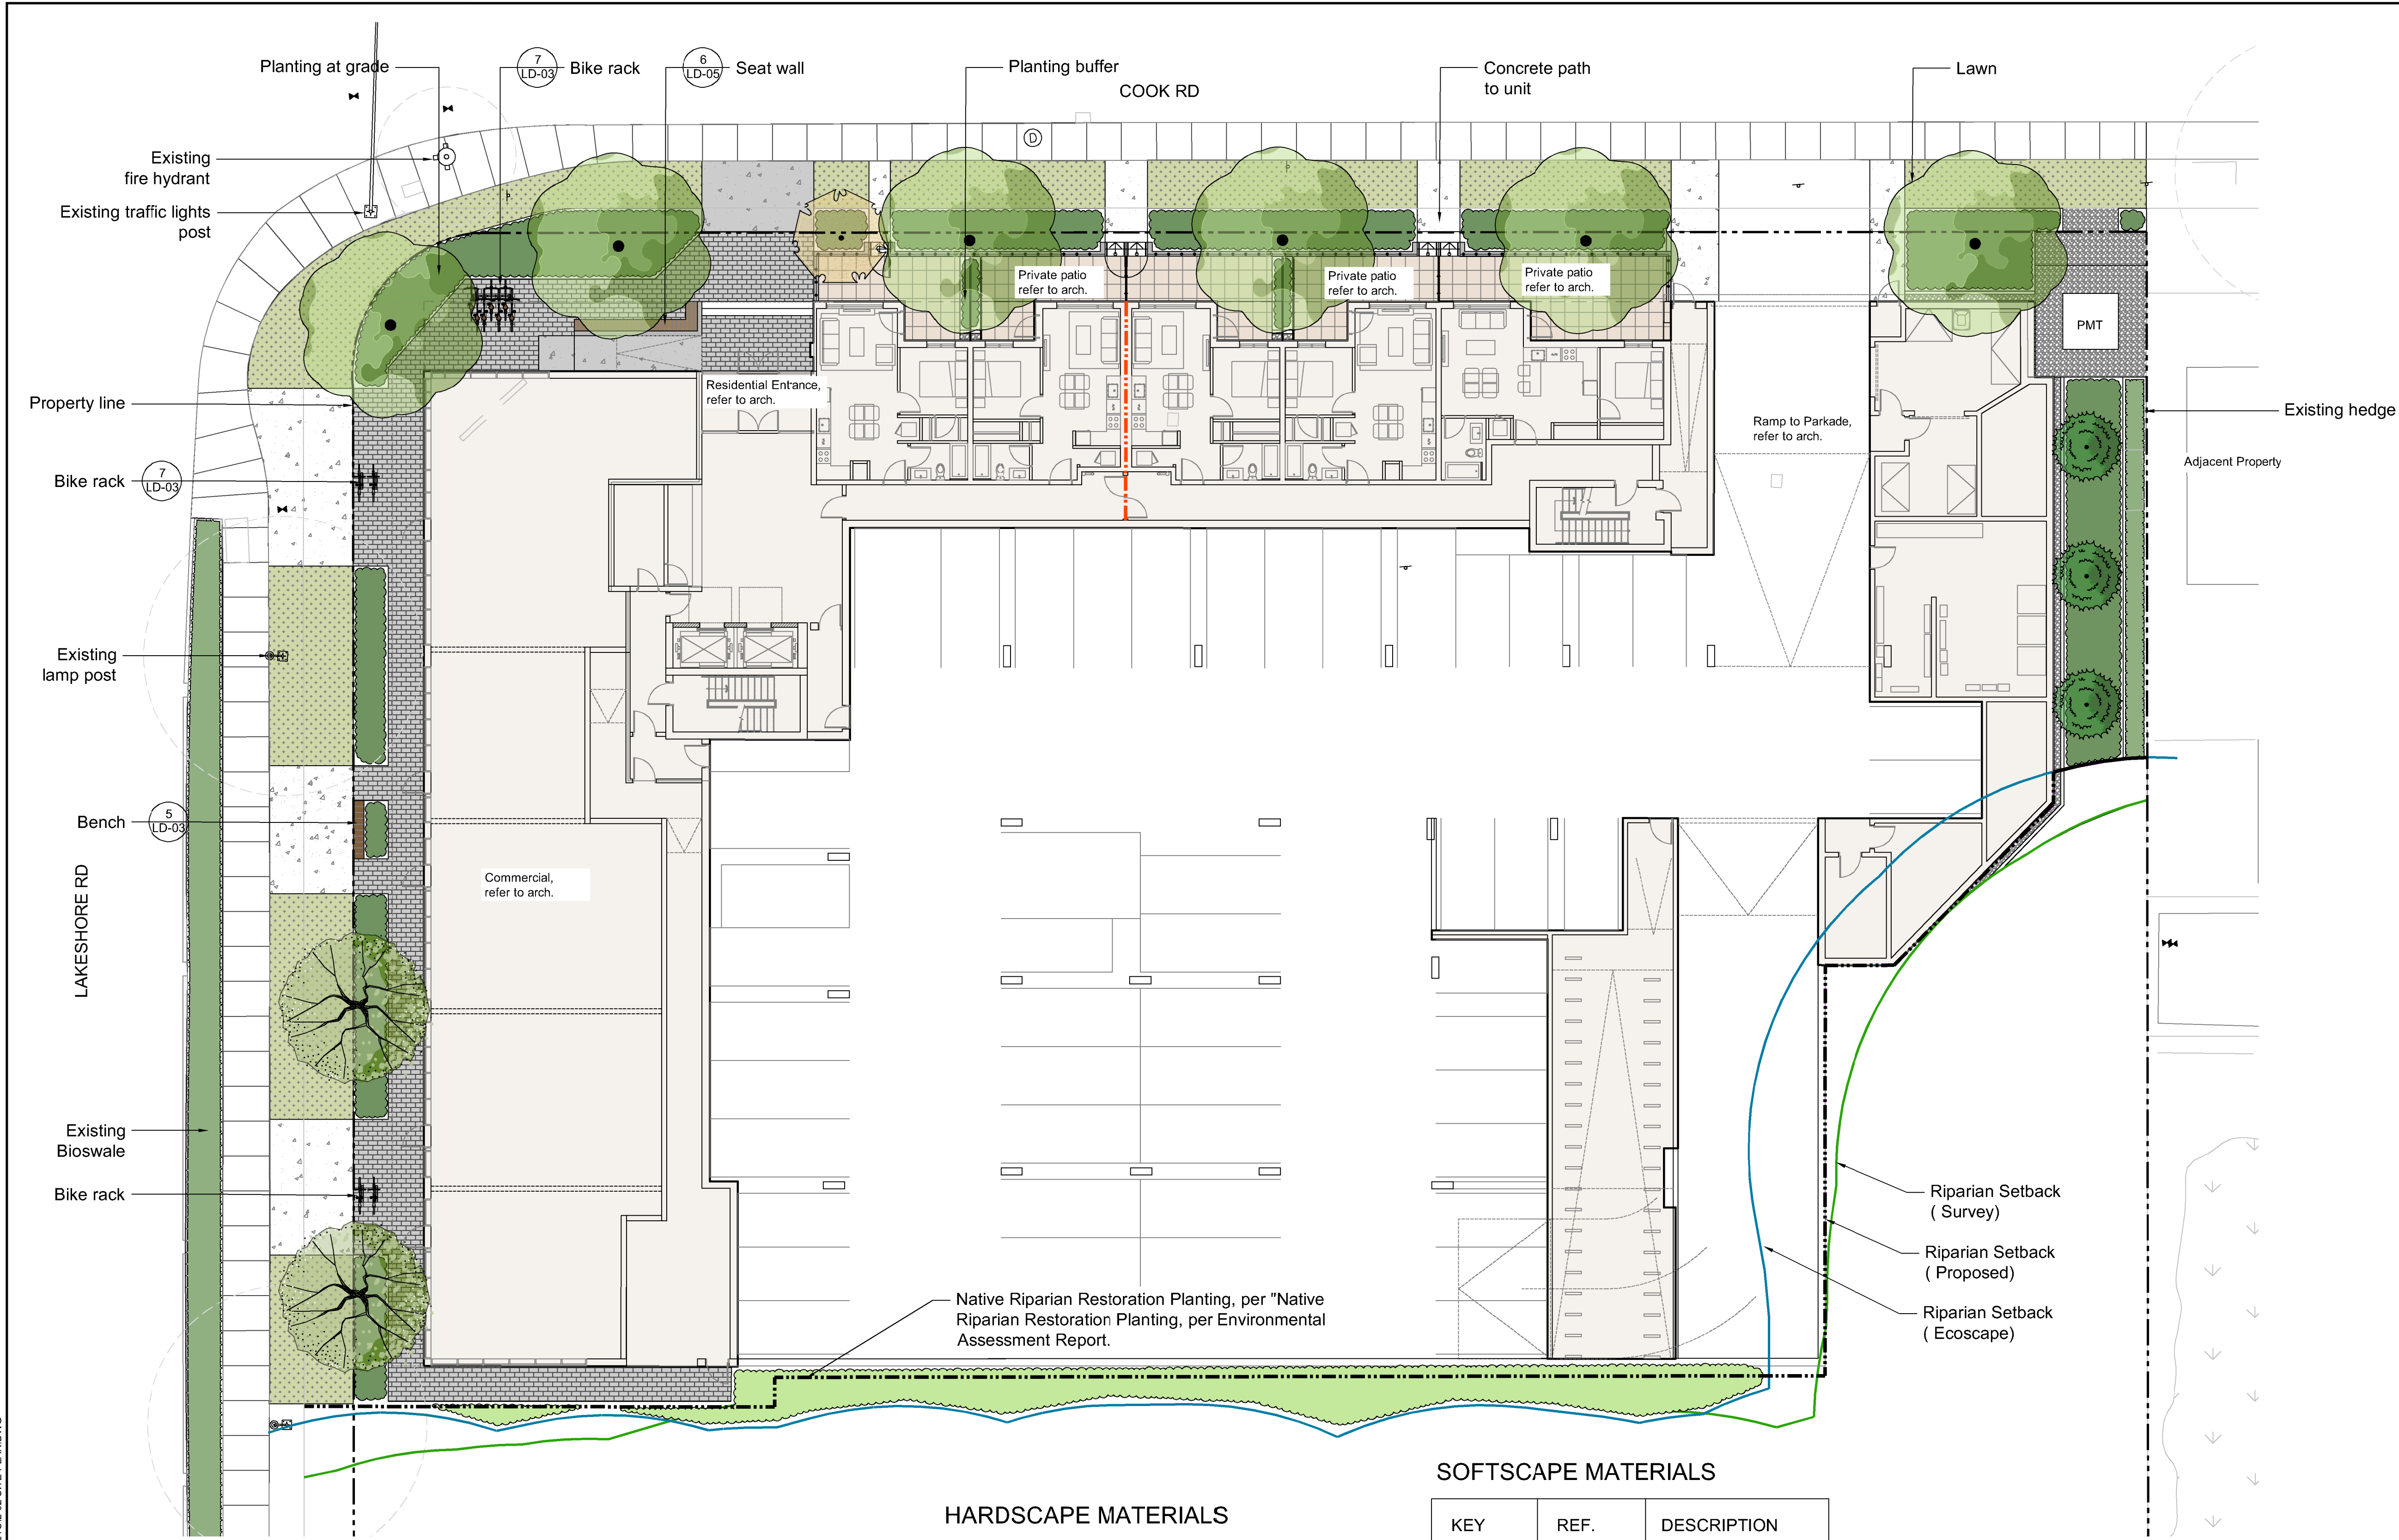 Planting at grade
7
LD-03
Bike rack
6
LD-05
Seat wall
Planting buffer
COOK RD
Concrete path
to unit
Lawn
D
Existing
fire hydrant
Existing traffic lights
post
Private patio
refer to arch.
Private patio
refer to arch.
Private patio
refer to arch.
PMT
Residential Entrance,
refer to arch.
Property line
Ramp to Parkade,
refer to arch.
Existing hedge
Adjacent Property
Bike rack
7
LD-03
Existing
lamp post
Bench
5
LD-03
LAKESHORE RD
Commercial,
refer to arch.
Existing
Bioswale
Bike rack
Riparian Setback
( Survey)
Riparian Setback
( Proposed)
Riparian Setback
( Ecoscape)
Native Riparian Restoration Planting, per "Native
Riparian Restoration Planting, per Environmental
Assessment Report.
SOFTSCAPE MATERIALS
HARDSCAPE MATERIALS
KEY
REF.
DESCRIPTION